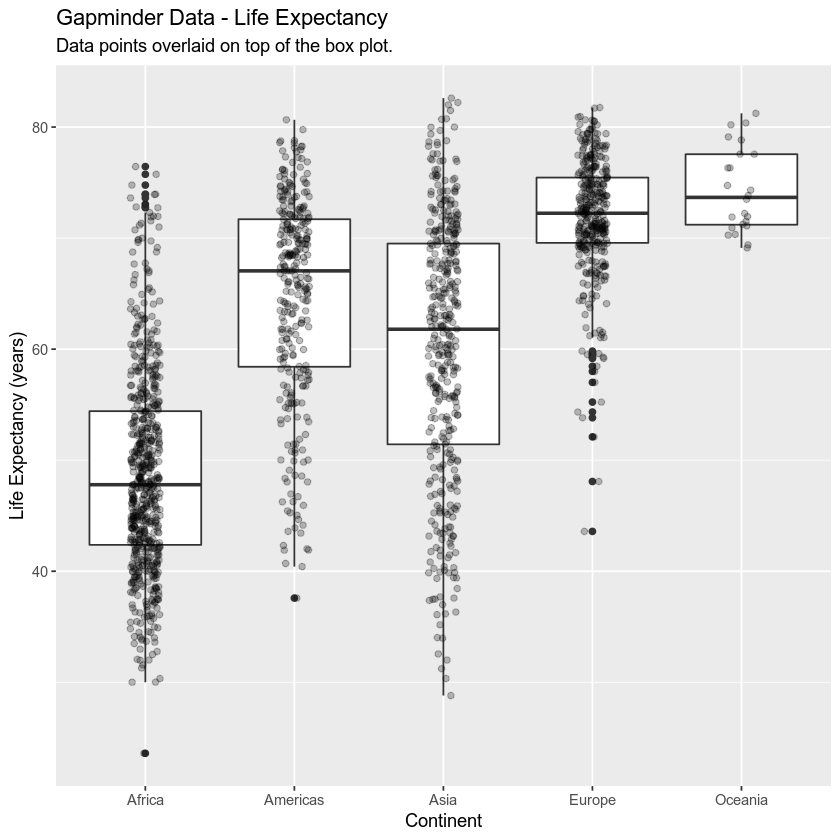 Gapminder Data - Life Expectancy
Data points overlaid on top of the box plot.
Life Expectancy (years)
80
60
40
Africa
Americas
Asia
Europe
Oceania
Continent